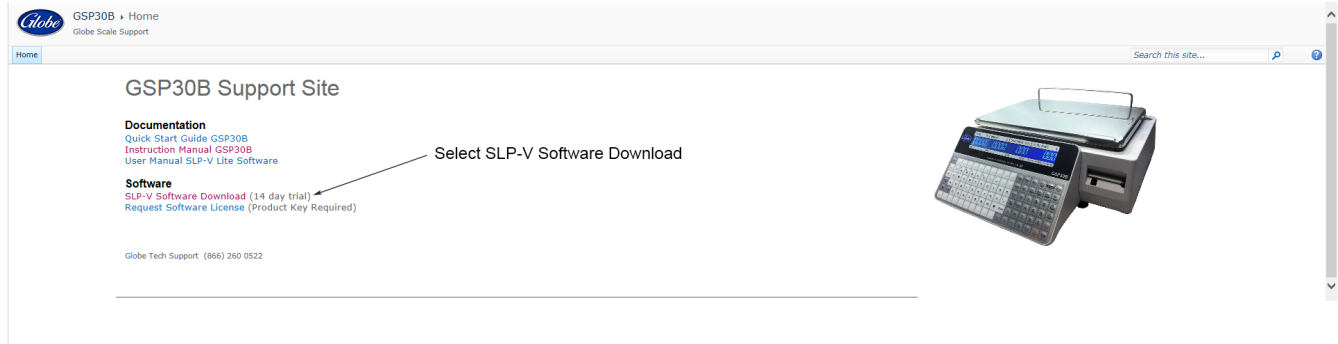 Globe
GSP30B ▸ Home
Globe Scale Support
Home
Search this site...
GSP30B Support Site
Documentation
Quick Start Guide GSP30B
Instruction Manual GSP30B
User Manual SLP-V Lite Software
Select SLP-V Software Download
Software
SLP-V Software Download (14 day trial)
Request Software License (Product Key Required)
Globe Tech Support (866) 260 0522